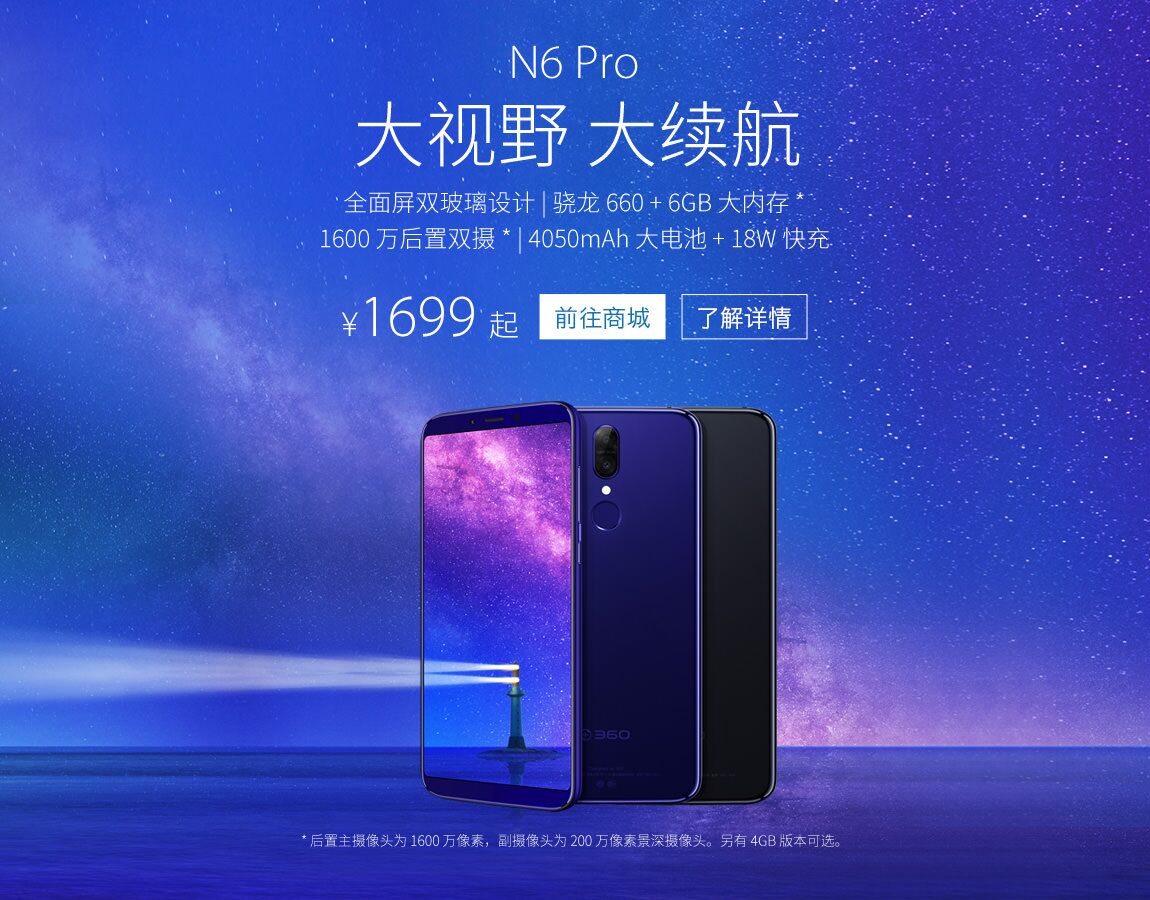 N6 Pro
大视野 大续航
全面屏双玻璃设计 | 骁龙 660 + 6GB 大内存 *
1600 万后置双摄 * | 4050mAh 大电池 + 18W 快充
¥1699 起 前往商城 了解详情
360
* 后置主摄像头为 1600 万像素，副摄像头为 200 万像素景深摄像头。另有 4GB 版本可选。